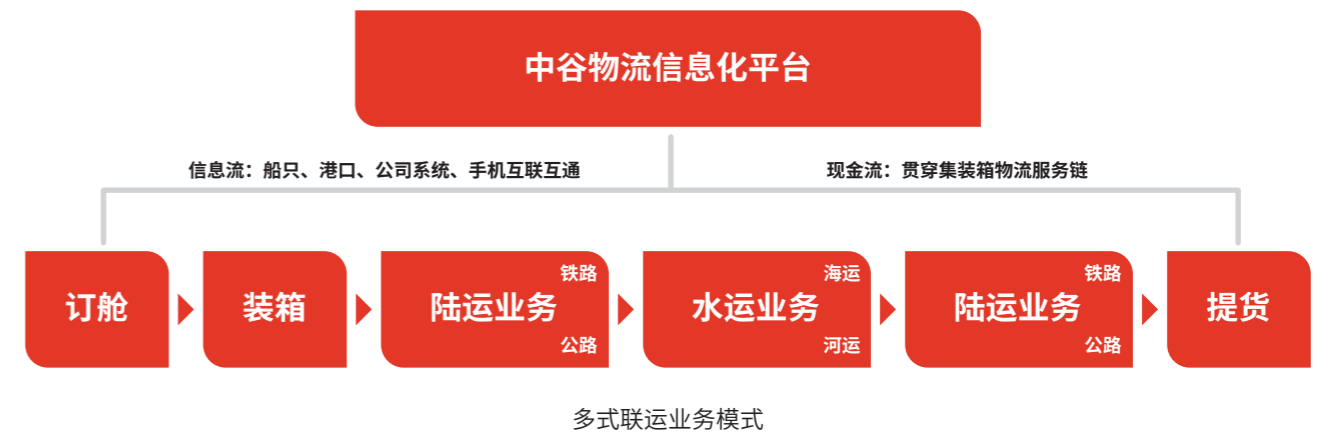 中谷物流信息化平台
信息流：船只、港口、公司系统、手机互联互通
现金流：贯穿集装箱物流服务链
订舱
装箱
铁路
陆运业务
公路
海运
水运业务
河运
铁路
陆运业务
公路
提货
多式联运业务模式